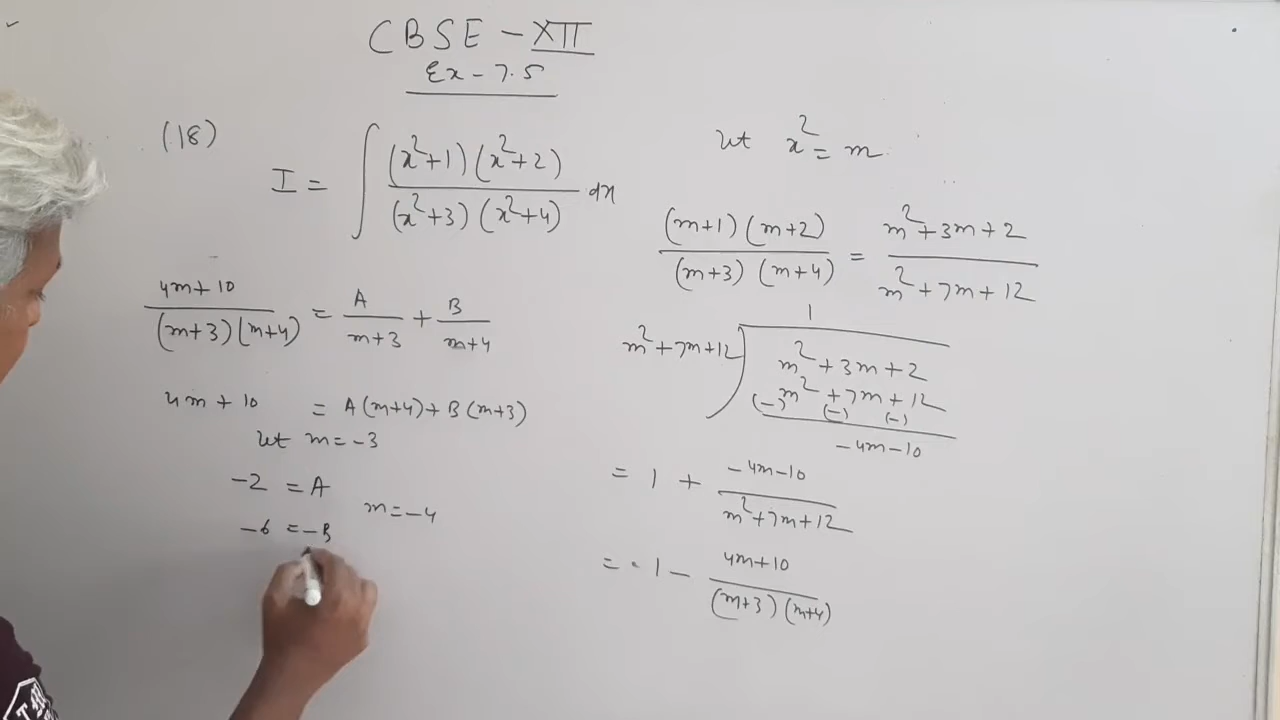 CBSE - XII
Ex - 7.5
(18)
I = ∫ (x²+1)(x²+2) / (x²+3)(x²+4) dx
let x² = m
(m+1)(m+2) / (m+3)(m+4) = m²+3m+2 / m²+7m+12
1
m²+7m+12 ) m²+3m+2
m²+7m+12
(-) (-) (-)
-4m-10
= 1 + -4m-10 / m²+7m+12
= 1 - 4m+10 / (m+3)(m+4)
4m+10 / (m+3)(m+4) = A / m+3 + B / m+4
4m+10 = A(m+4)+B(m+3)
let m=-3
-2 = A
m=-4
-6 = -B